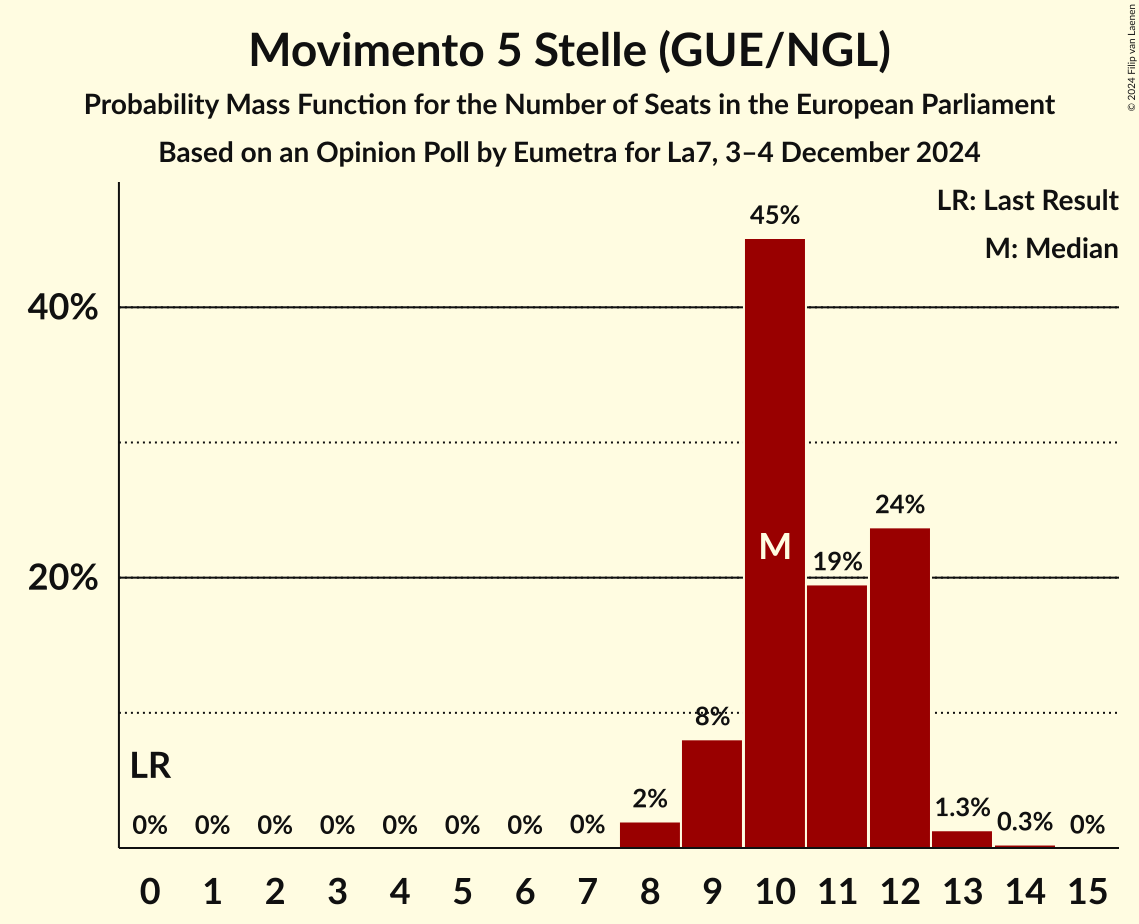 Movimento 5 Stelle (GUE/NGL)
Probability Mass Function for the Number of Seats in the European Parliament
Based on an Opinion Poll by Eumetra for La7, 3–4 December 2024
© 2024 Filip van Laenen
LR: Last Result
M: Median
45%
40%
24%
M
19%
20%
8%
LR
2%
1.3%
0% 0% 0% 0% 0% 0% 0% 0% 0.3% 0%
0 1 2 3 4 5 6 7 8 9 10 11 12 13 14 15